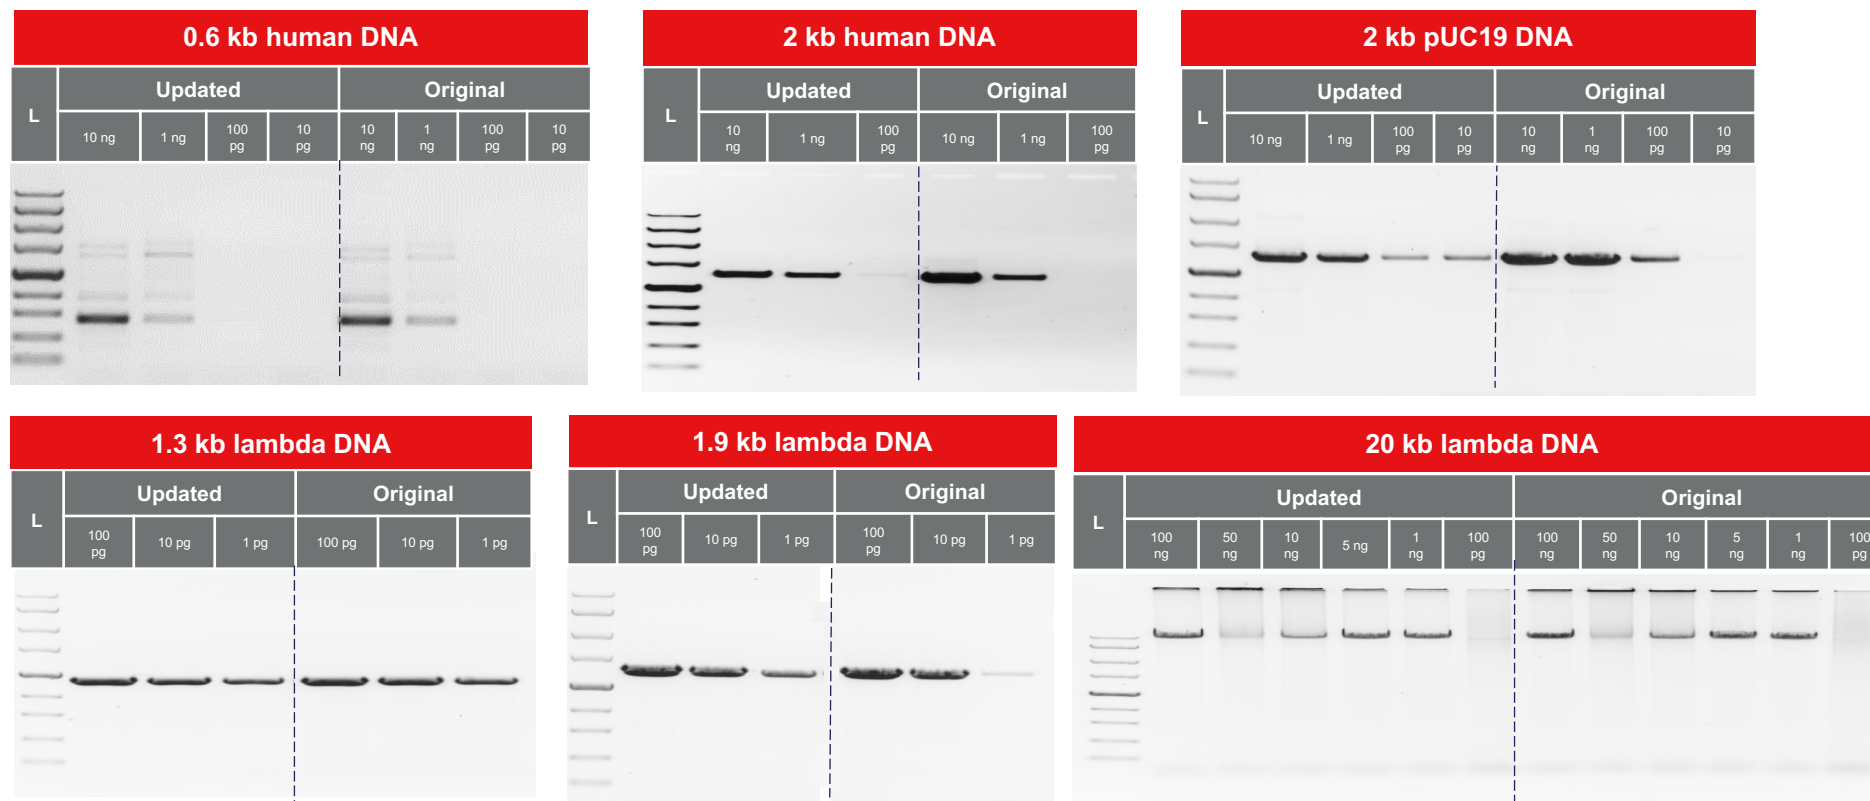 0.6 kb human DNA
L
Updated
Original
10 ng
1 ng
100
pg
10
pg
10
ng
1
ng
100
pg
10
pg
2 kb human DNA
L
Updated
Original
10
ng
1 ng
100
pg
10 ng
1 ng
100
pg
2 kb pUC19 DNA
L
Updated
Original
10 ng
1 ng
100
pg
10
pg
10
ng
1
ng
100
pg
10
pg
1.3 kb lambda DNA
L
Updated
Original
100
pg
10 pg
1 pg
100 pg
10 pg
1 pg
1.9 kb lambda DNA
L
Updated
Original
100
pg
10 pg
1 pg
100
pg
10 pg
1 pg
20 kb lambda DNA
L
Updated
Original
100
ng
50
ng
10
ng
5 ng
1
ng
100
pg
100
ng
50
ng
10
ng
5
ng
1
ng
100
pg